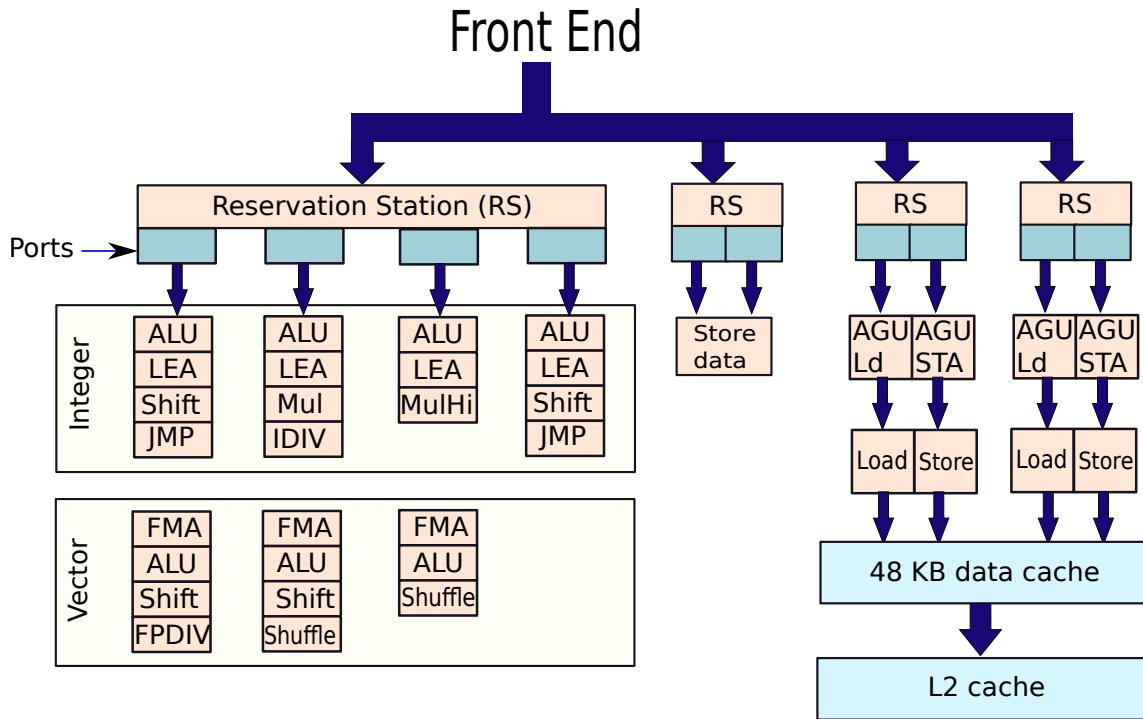 Front End
Reservation Station (RS)
RS
RS
RS
Ports
Integer
ALU
LEA
Shift
JMP
ALU
LEA
Mul
IDIV
ALU
LEA
MulHi
ALU
LEA
Shift
JMP
Store
data
AGU
Ld
AGU
STA
AGU
Ld
AGU
STA
Load
Store
Load
Store
Vector
FMA
ALU
Shift
FPDIV
FMA
ALU
Shift
Shuffle
FMA
ALU
Shuffle
48 KB data cache
L2 cache